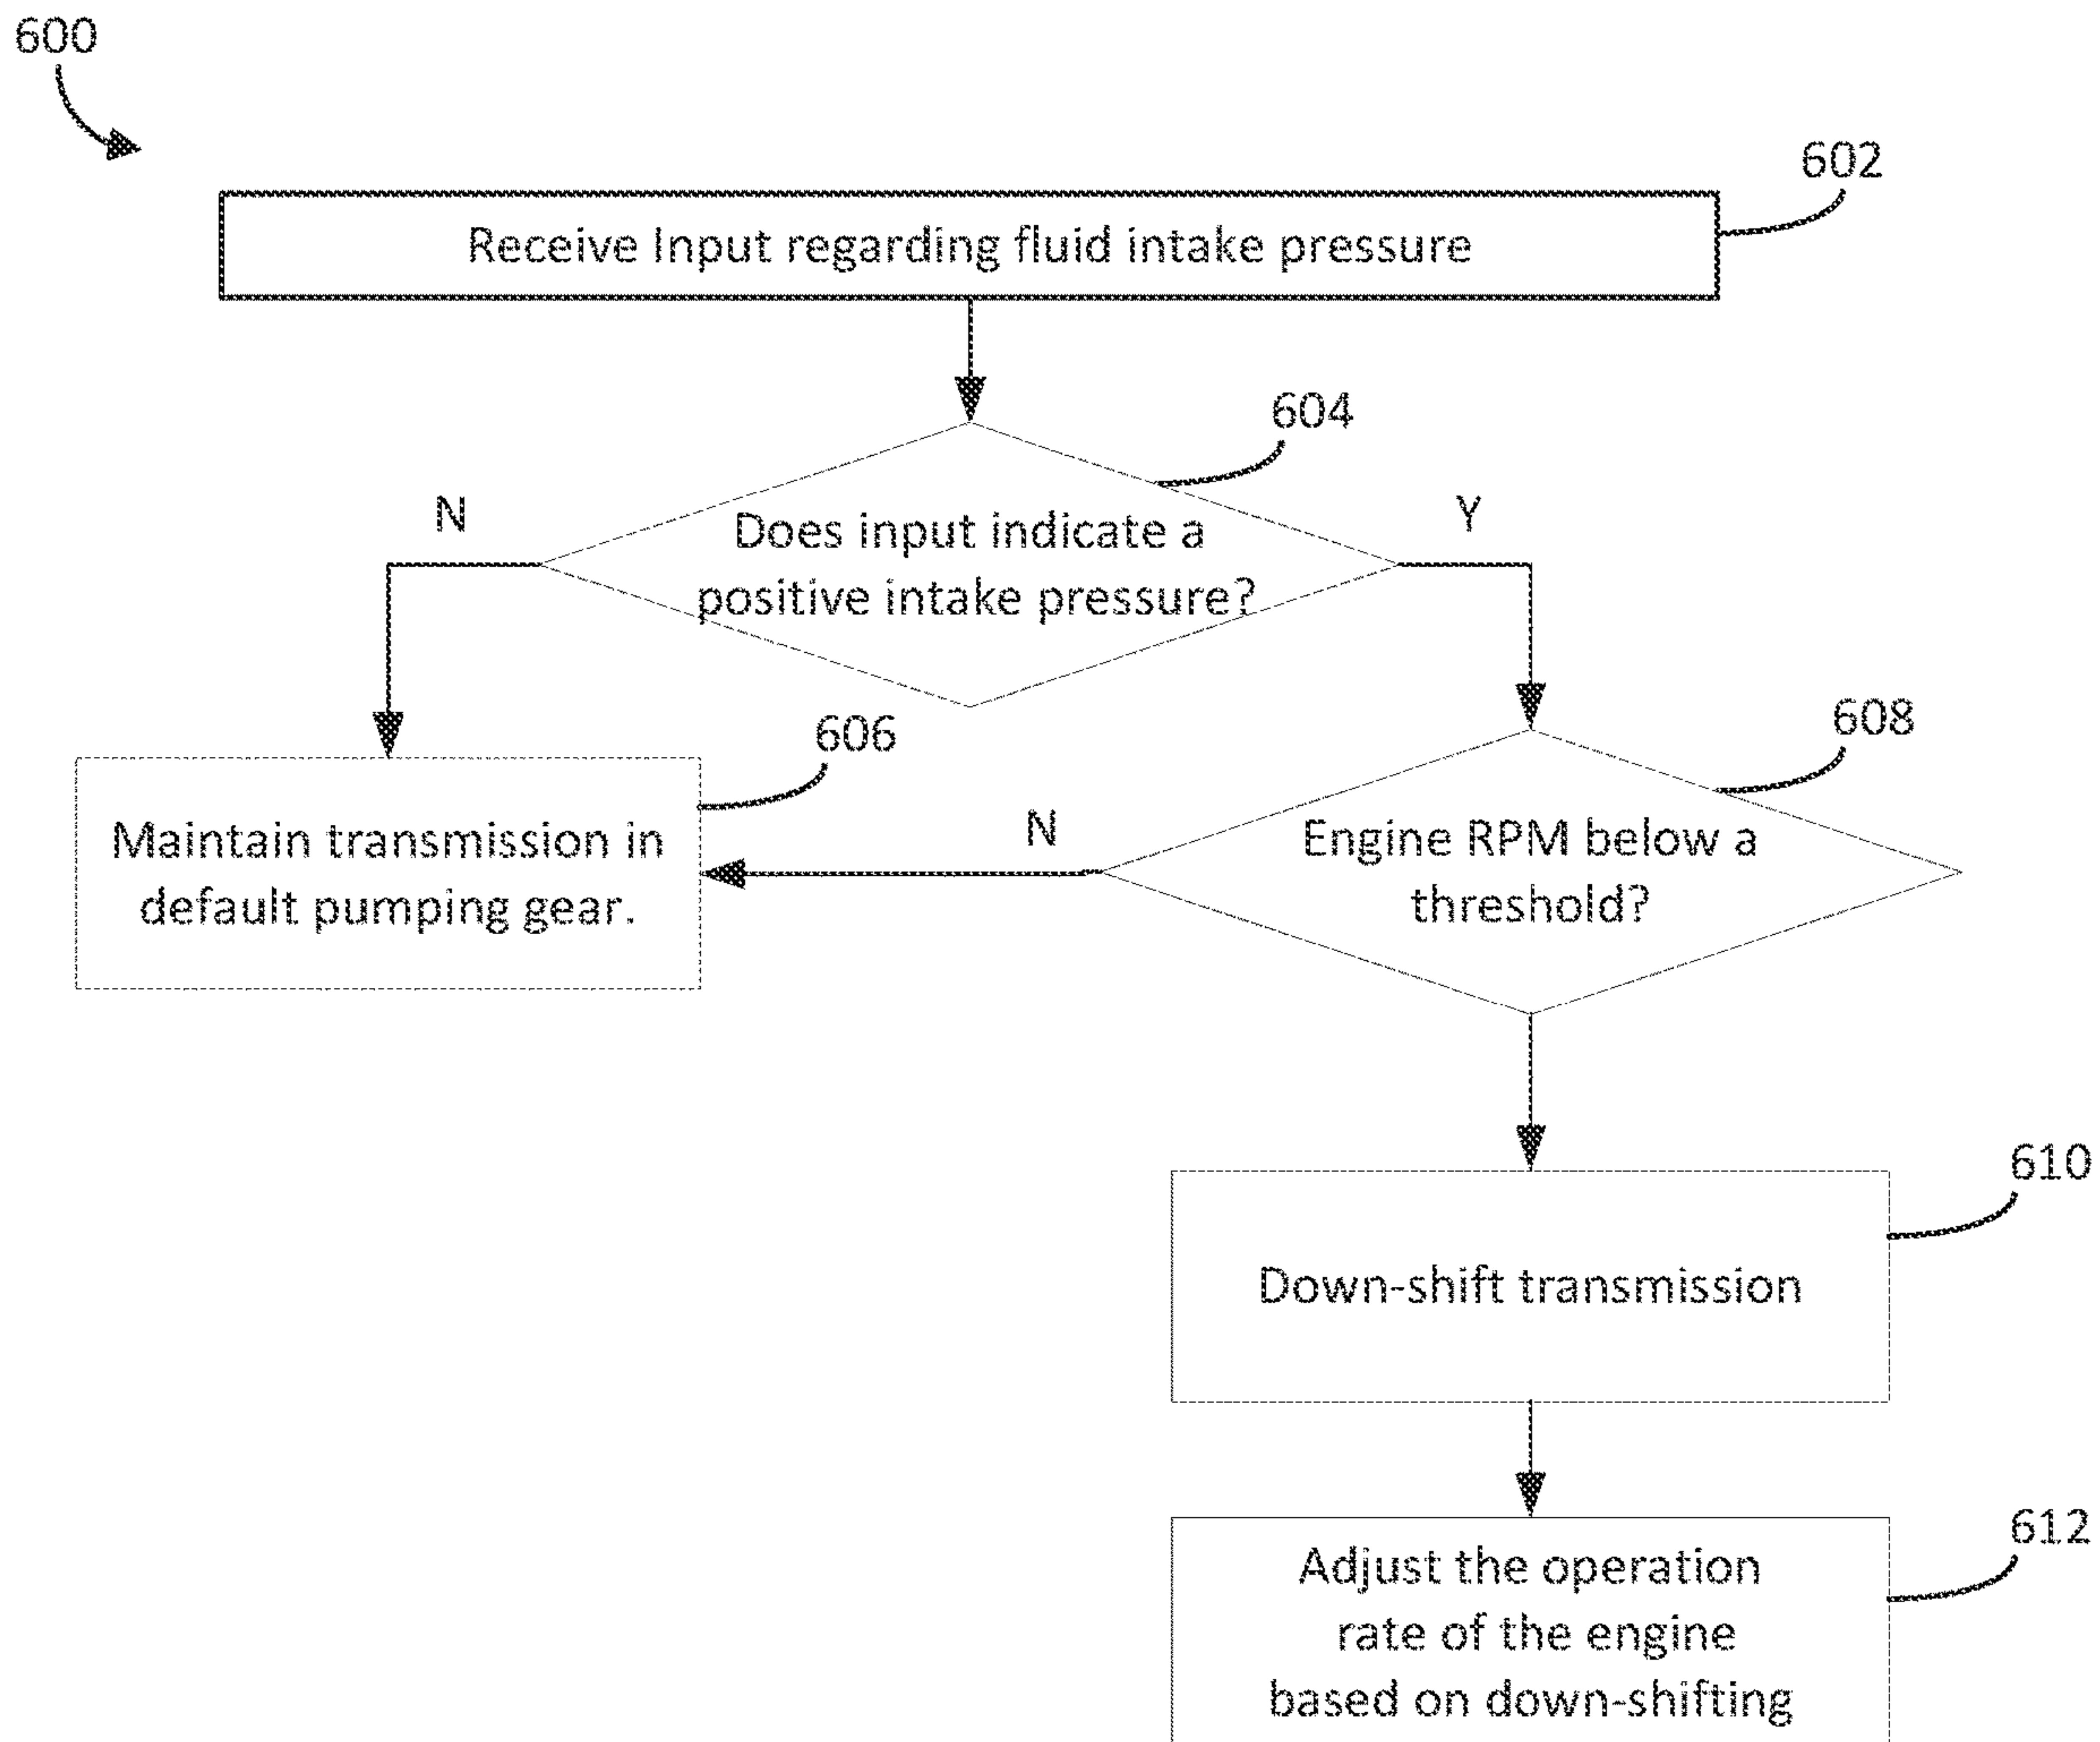 600
602
Receive Input regarding fluid intake pressure
604
N
Y
Does input indicate a
positive intake pressure?
606
608
Maintain transmission in
default pumping gear.
N
Engine RPM below a
threshold?
610
Down-shift transmission
612
Adjust the operation
rate of the engine
based on down-shifting